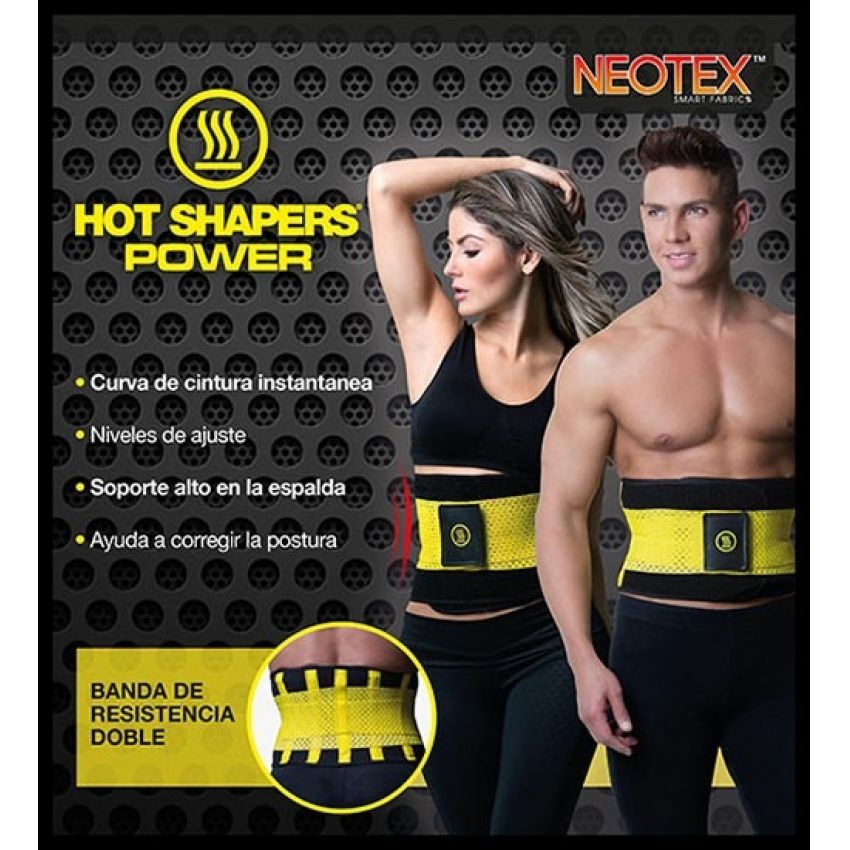 NEOTEX™
SMART FABRICS
HOT SHAPERS®
POWER
• Curva de cintura instantanea
• Niveles de ajuste
• Soporte alto en la espalda
• Ayuda a corregir la postura
BANDA DE
RESISTENCIA
DOBLE